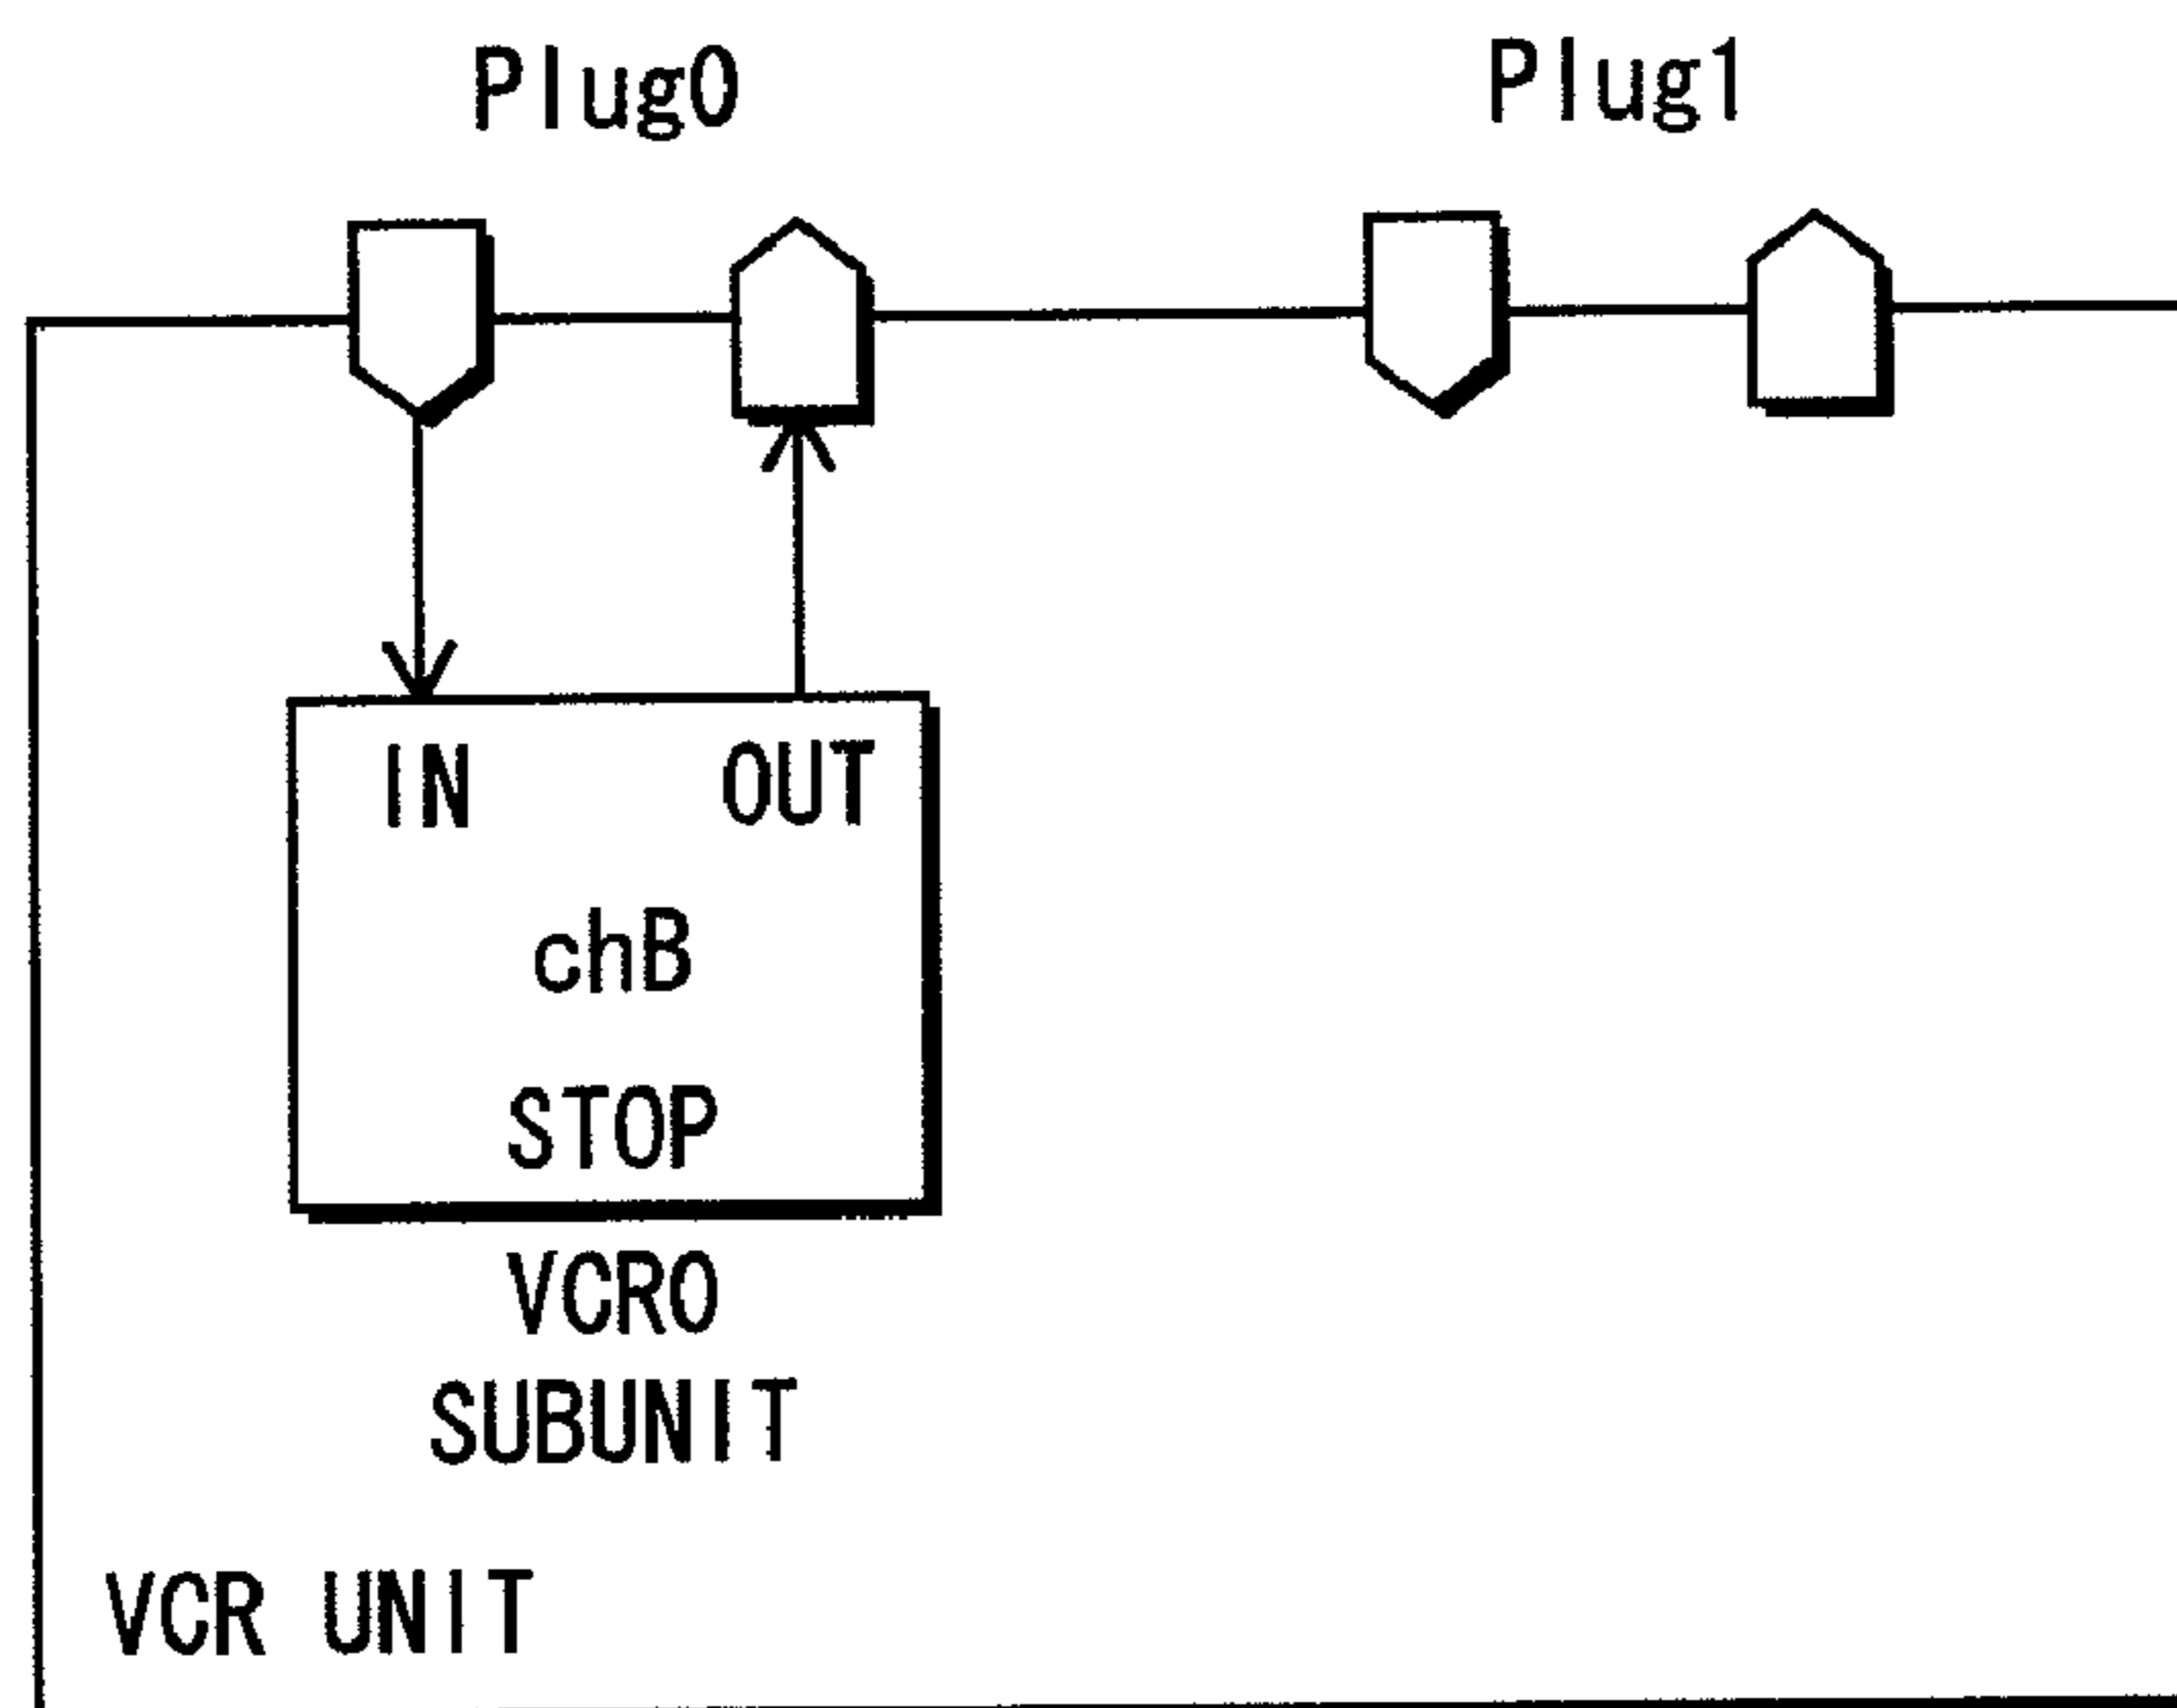 Plug0 Plug1
IN OUT
chB
STOP
VCR0
SUBUNIT
VCR UNIT